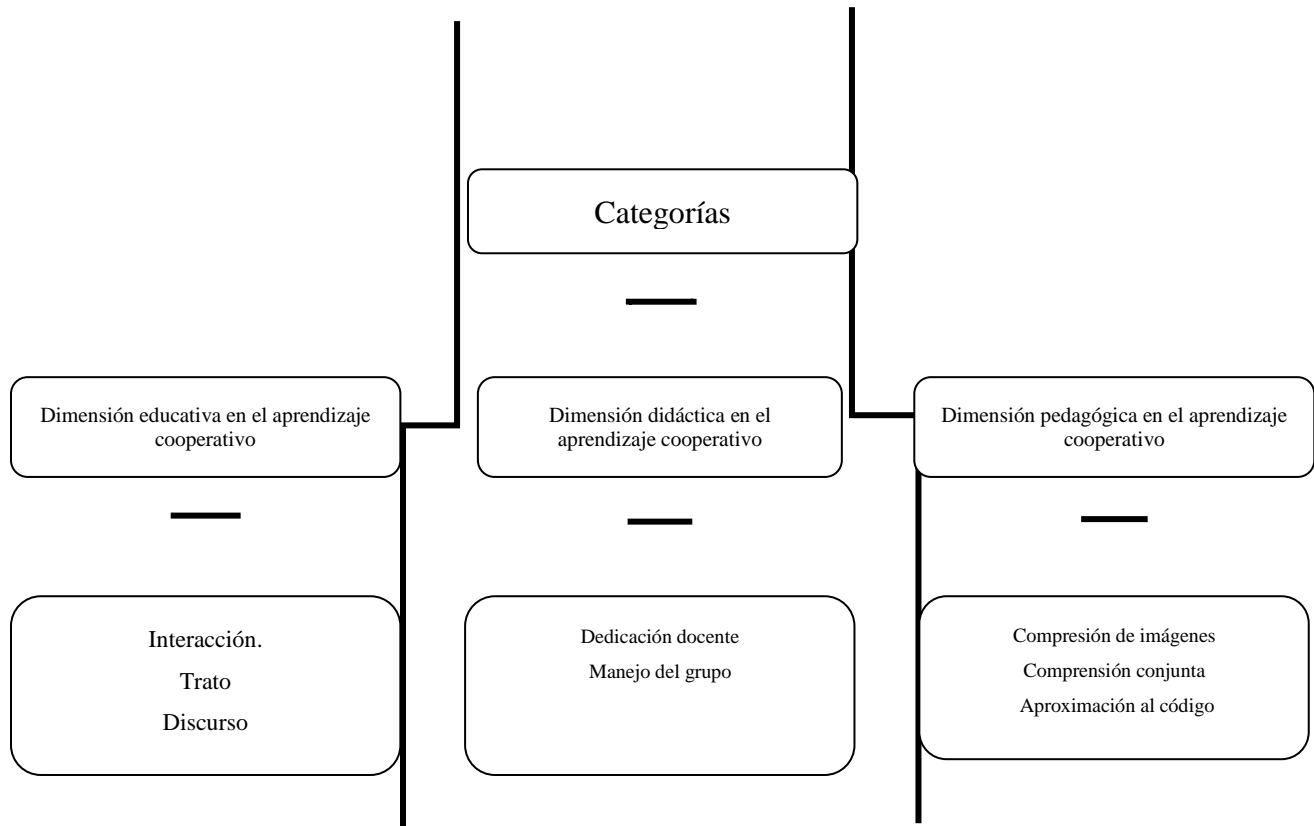 Categorías
Dimensión educativa en el aprendizaje
cooperativo
Dimensión didáctica en el
aprendizaje cooperativo
Dimensión pedagógica en el aprendizaje
cooperativo
Interacción.
Trato
Discurso
Dedicación docente
Manejo del grupo
Compresión de imágenes
Comprensión conjunta
Aproximación al código